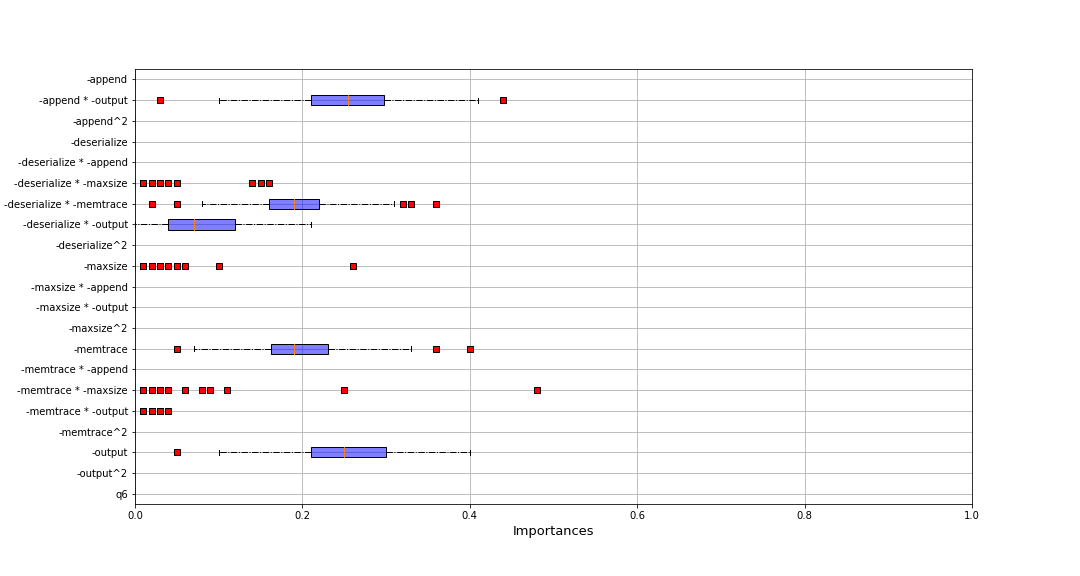 -append
-append * -output
-append^2
-deserialize
-deserialize * -append
-deserialize * -maxsize
-deserialize * -memtrace
-deserialize * -output
-deserialize^2
-maxsize
-maxsize * -append
-maxsize * -output
-maxsize^2
-memtrace
-memtrace * -append
-memtrace * -maxsize
-memtrace * -output
-memtrace^2
-output
-output^2
q6
0.0 0.2 0.4 0.6 0.8 1.0
Importances